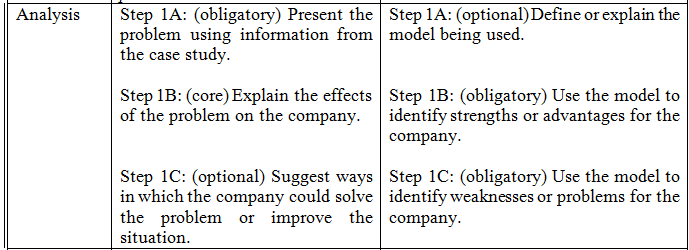 Analysis
Step 1A: (obligatory) Present the
problem using information from
the case study.
Step 1B: (core) Explain the effects
of the problem on the company.
Step 1C: (optional) Suggest ways
in which the company could solve
the problem or improve the
situation.
Step 1A: (optional) Define or explain the
model being used.
Step 1B: (obligatory) Use the model to
identify strengths or advantages for the
company.
Step 1C: (obligatory) Use the model to
identify weaknesses or problems for the
company.